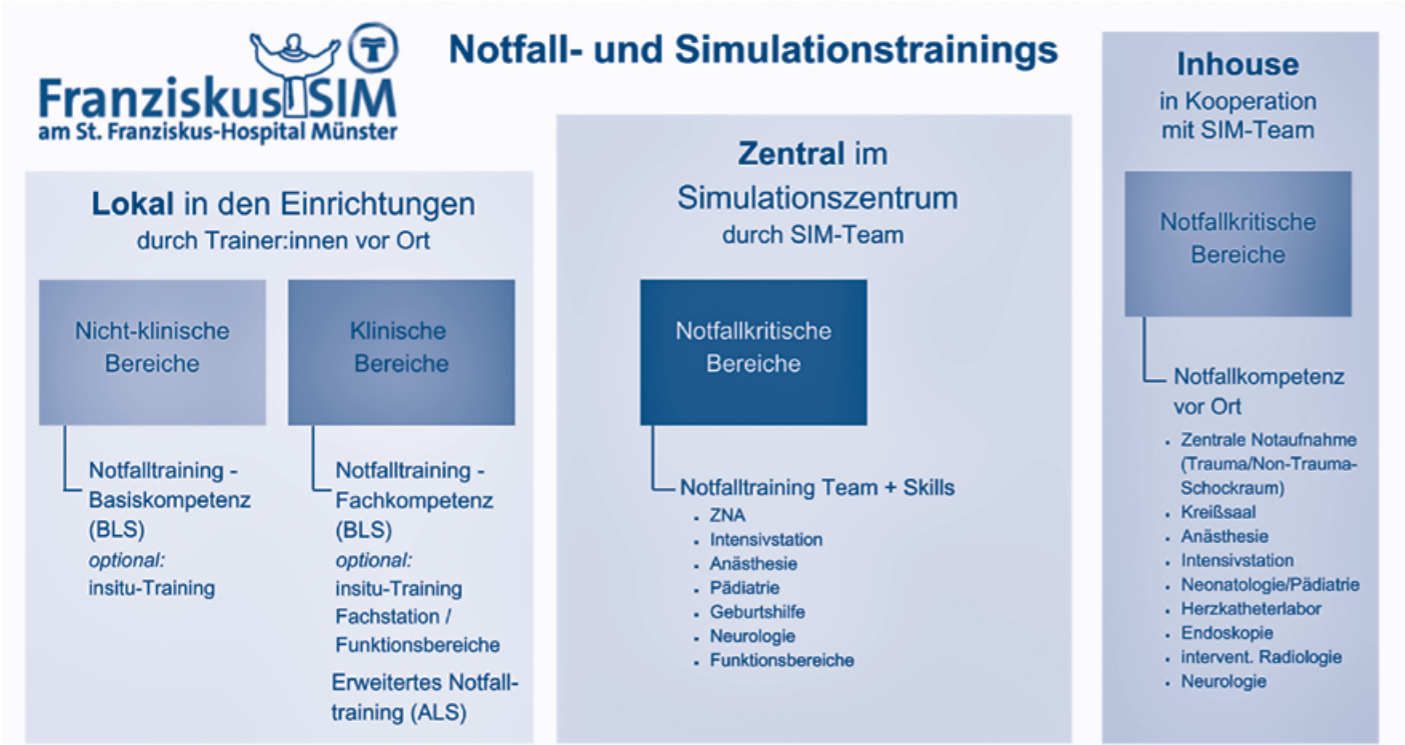 Franziskus SIM
am St. Franziskus-Hospital Münster
Notfall- und Simulationstrainings
Lokal in den Einrichtungen
durch Trainer:innen vor Ort
Nicht-klinische
Bereiche
Notfalltraining -
Basiskompetenz
(BLS)
optional:
insitu-Training
Klinische
Bereiche
Notfalltraining -
Fachkompetenz
(BLS)
optional:
insitu-Training
Fachstation /
Funktionsbereiche
Erweitertes Notfall-
training (ALS)
Zentral im
Simulationszentrum
durch SIM-Team
Notfallkritische
Bereiche
Notfalltraining Team + Skills
• ZNA
• Intensivstation
• Anästhesie
• Pädiatrie
• Geburtshilfe
• Neurologie
• Funktionsbereiche
Inhouse
in Kooperation
mit SIM-Team
Notfallkritische
Bereiche
Notfallkompetenz
vor Ort
• Zentrale Notaufnahme
(Trauma/Non-Trauma-
Schockraum)
• Kreißsaal
• Anästhesie
• Intensivstation
• Neonatologie/Pädiatrie
• Herzkatheterlabor
• Endoskopie
• intervent. Radiologie
• Neurologie